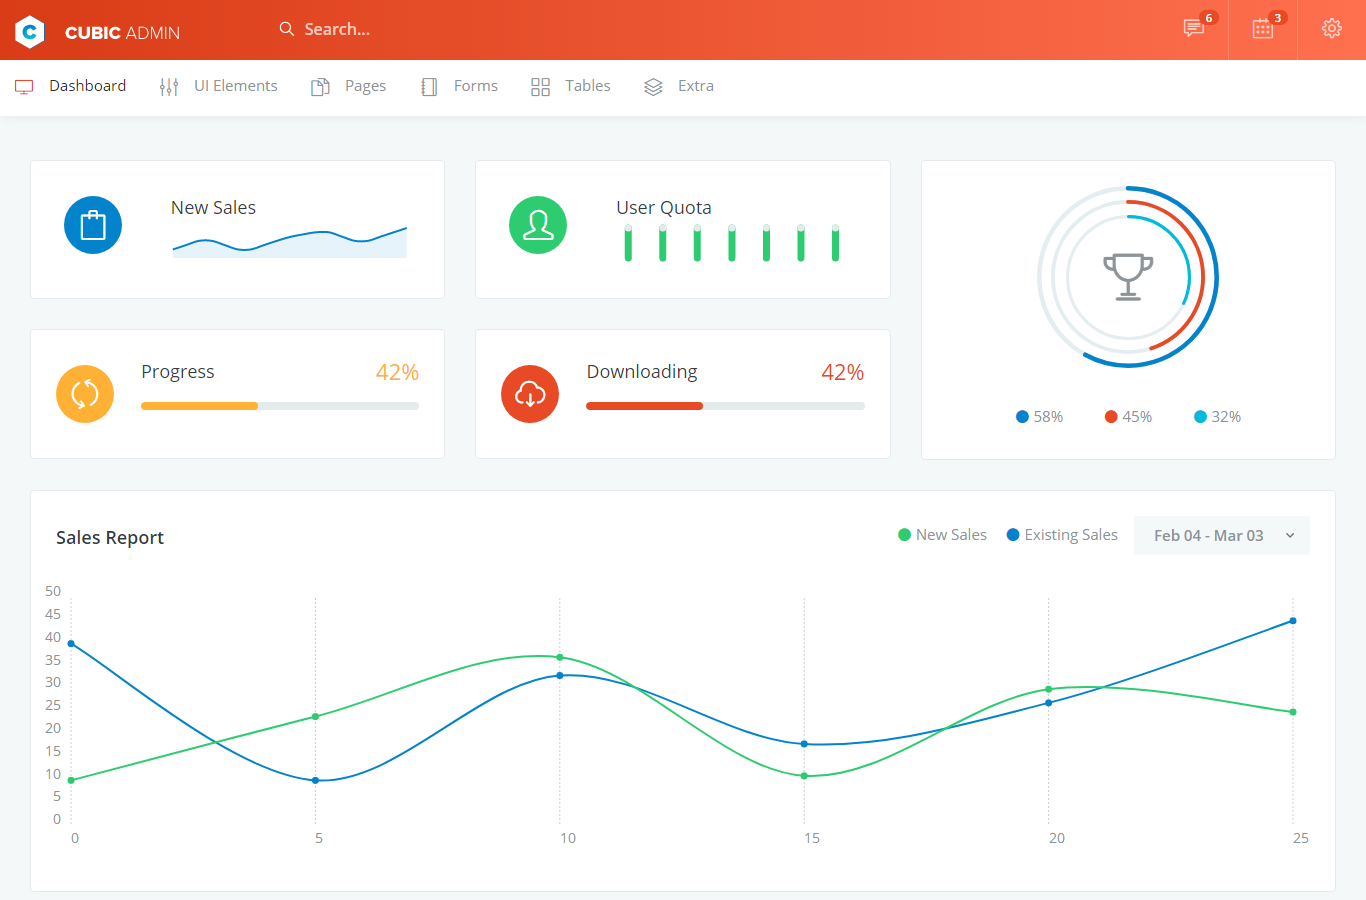 CUBIC ADMIN
Search...
6
3
Dashboard
UI Elements
Pages
Forms
Tables
Extra
New Sales
User Quota
Progress
42%
Downloading
42%
58%
45%
32%
Sales Report
New Sales
Existing Sales
Feb 04 - Mar 03
50
45
40
35
30
25
20
15
10
5
0
0
5
10
15
20
25